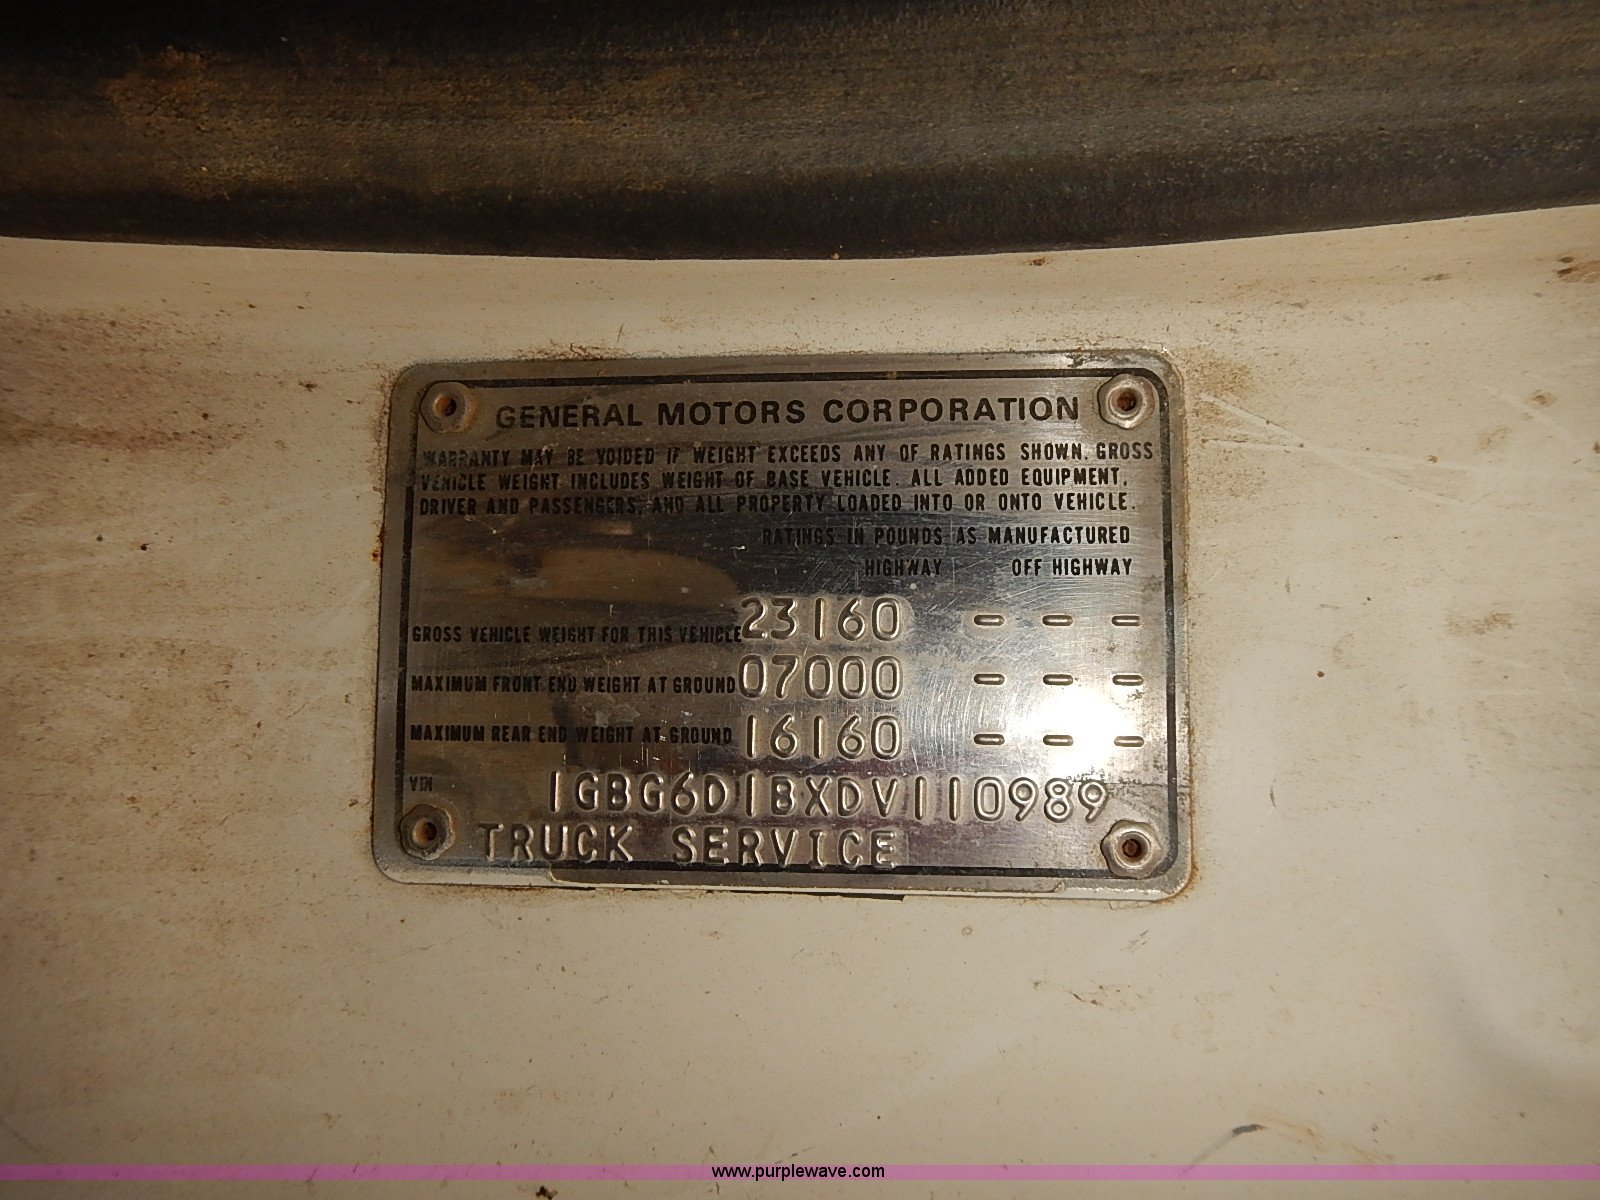 GENERAL MOTORS CORPORATION
WARRANTY MAY BE VOIDED IF WEIGHT EXCEEDS ANY OF RATINGS SHOWN. GROSS
VEHICLE WEIGHT INCLUDES WEIGHT OF BASE VEHICLE. ALL ADDED EQUIPMENT,
DRIVER AND PASSENGERS, AND ALL PROPERTY LOADED INTO OR ONTO VEHICLE.
RATINGS IN POUNDS AS MANUFACTURED
HIGHWAY OFF HIGHWAY
GROSS VEHICLE WEIGHT FOR THIS VEHICLE 23160 - - -
MAXIMUM FRONT END WEIGHT AT GROUND 07000 - - -
MAXIMUM REAR END WEIGHT AT GROUND 16160 - - -
VIN 1GBG6D1BXDV110989
TRUCK SERVICE
www.purplewave.com